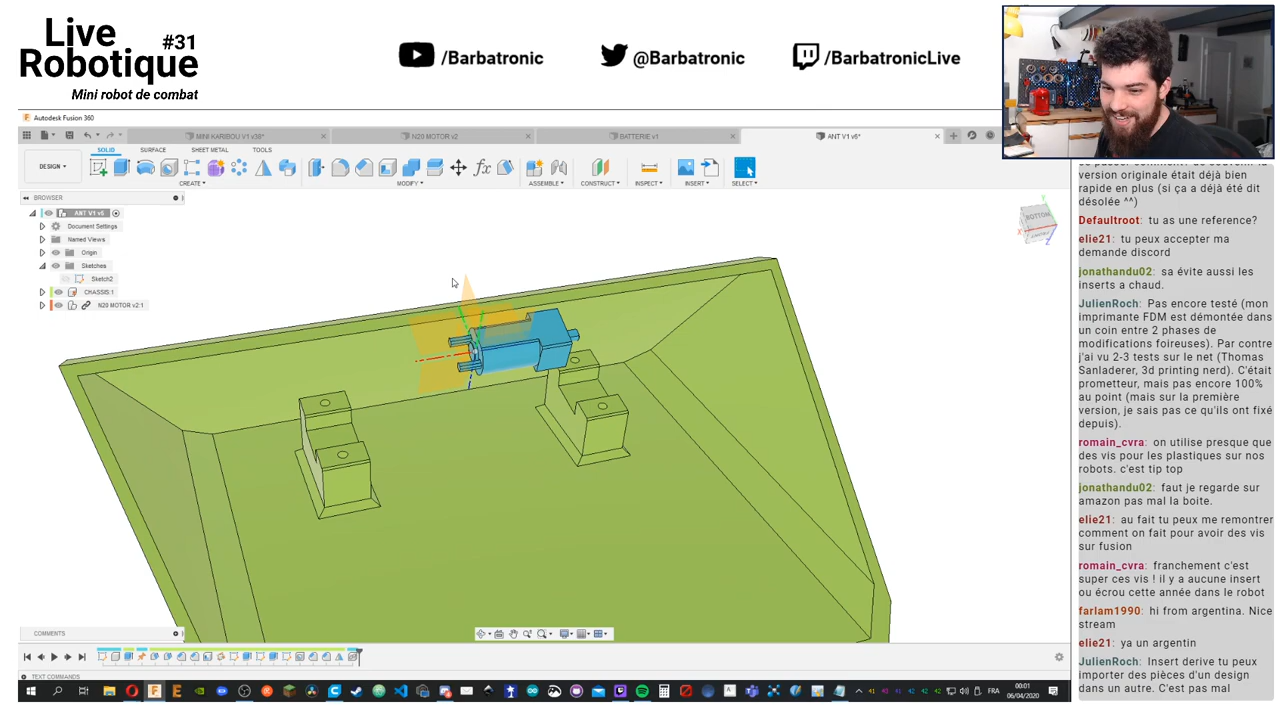 Live
Robotique #31
Mini robot de combat
/Barbatronic
@Barbatronic
/BarbatronicLive
Autodesk Fusion 360
MINI KARIBOU V1 v38*
N20 MOTOR v2
BATTERIE v1
ANT V1 v6*
SOLID
SURFACE
SHEET METAL
TOOLS
DESIGN
CREATE
MODIFY
ASSEMBLE
CONSTRUCT
INSPECT
INSERT
SELECT
BROWSER
ANT V1 v6
Document Settings
Named Views
Origin
Sketches
Sketch2
CHASSIS:1
N20 MOTOR v2:1
BOTTOM
X
Y
Z
version originale était déjà bien
rapide en plus (si ça a déjà été dit
désolée ^^)
Defaultroot: tu as une reference?
elie21: tu peux accepter ma
demande discord
jonathandu02: sa évite aussi les
inserts a chaud.
JulienRoch: Pas encore testé (mon
imprimante FDM est démontée dans
un coin entre 2 phases de
modifications foireuses). Par contre
j'ai vu 2-3 tests sur le net (Thomas
Sanladerer, 3d printing nerd). C'était
prometteur, mais pas encore 100%
au point (mais sur la première
version, je sais pas ce qu'ils ont fixé
depuis).
romain_cvra: on utilise presque que
des vis pour les plastiques sur nos
robots. c'est tip top
jonathandu02: faut je regarde sur
amazon pas mal la boite.
elie21: au fait tu peux me remontrer
comment on fait pour avoir des vis
sur fusion
romain_cvra: franchement c'est
super ces vis ! il y a aucune insert
ou écrou cette année dans le robot
farlam1990: hi from argentina. Nice
stream
elie21: ya un argentin
JulienRoch: Insert derive tu peux
importer des pièces d'un design
dans un autre. C'est pas mal
COMMENTS
TEXT COMMANDS
FRA
00:01
06/04/2020